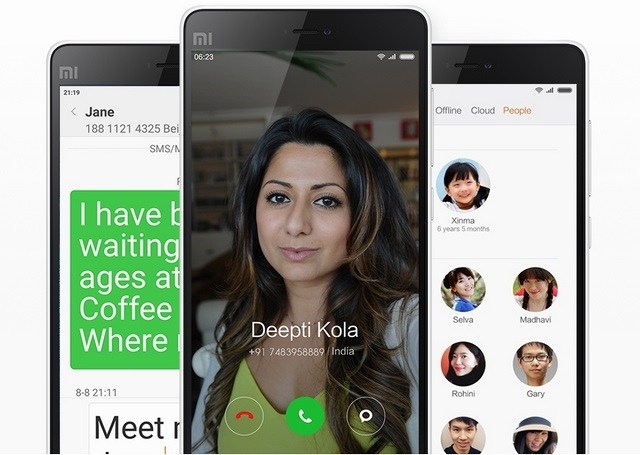 mi
21:19
Jane
188 1121 4325 Bei
SMS/M
I have b
waiting
ages at
Coffee
Where
8-8 21:11
Meet
mi
06:23
Deepti Kola
+91 7483958889 / India
Offline Cloud People
Xinma
6 years 5 months
Selva Madhavi
Rohini Gary